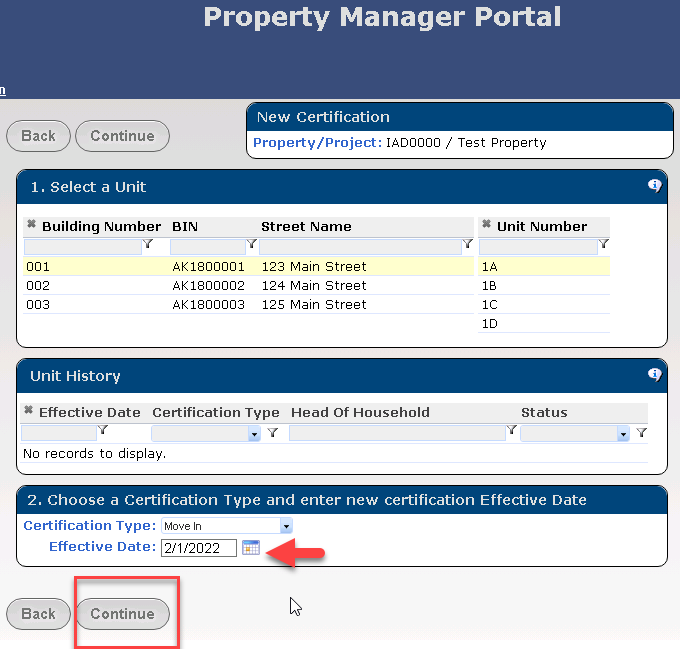 Property Manager Portal
n
Back Continue
New Certification
Property/Project: IAD0000 / Test Property
1. Select a Unit
Building Number BIN Street Name Unit Number
001 AK1800001 123 Main Street 1A
002 AK1800002 124 Main Street 1B
003 AK1800003 125 Main Street 1C
1D
Unit History
Effective Date Certification Type Head Of Household Status
No records to display.
2. Choose a Certification Type and enter new certification Effective Date
Certification Type: Move In
Effective Date: 2/1/2022
Back Continue